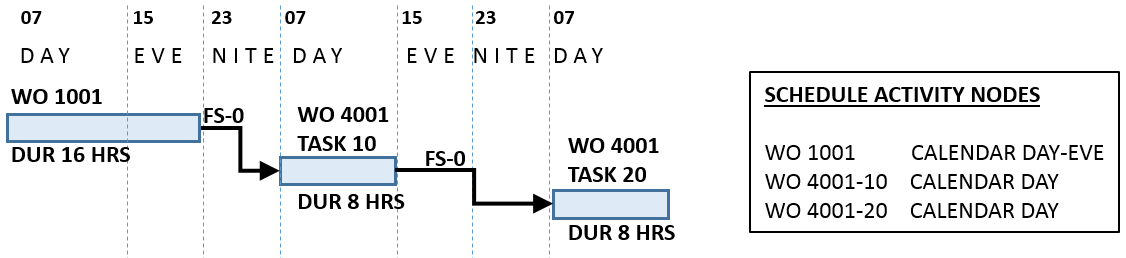 07 15 23 07 15 23 07
DAY EVE NITE DAY EVE NITE DAY
WO 1001
DUR 16 HRS
FS-0
WO 4001
TASK 10
DUR 8 HRS
FS-0
WO 4001
TASK 20
DUR 8 HRS
SCHEDULE ACTIVITY NODES
WO 1001 CALENDAR DAY-EVE
WO 4001-10 CALENDAR DAY
WO 4001-20 CALENDAR DAY